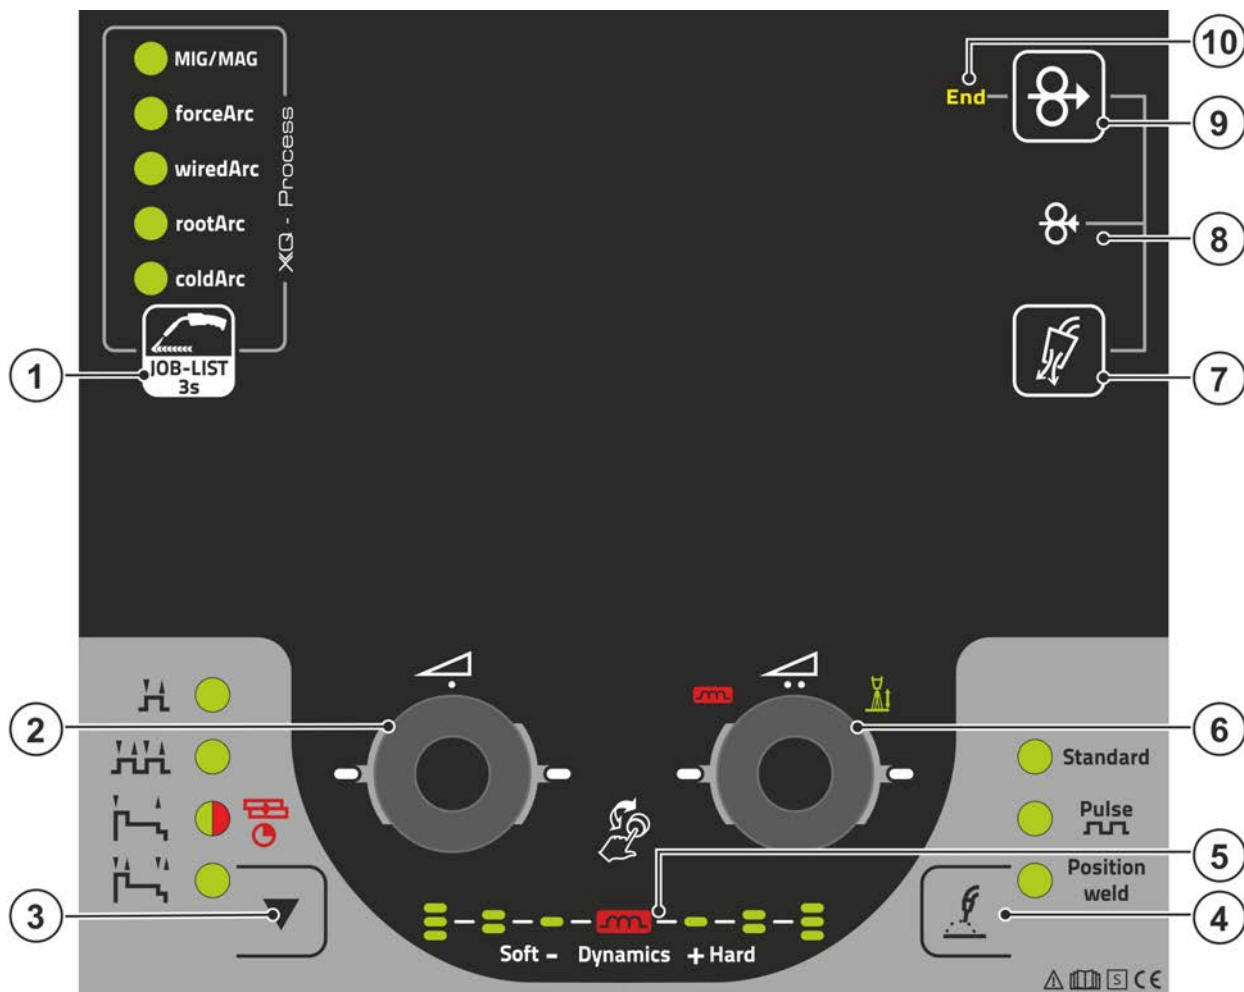 MIG/MAG
forceArc
wiredArc
rootArc
coldArc
XQ - Process
JOB-LIST
3s
1
End
10
9
8
7
2
6
Standard
Pulse
Position
weld
5
3
4
Soft - Dynamics + Hard
S CE